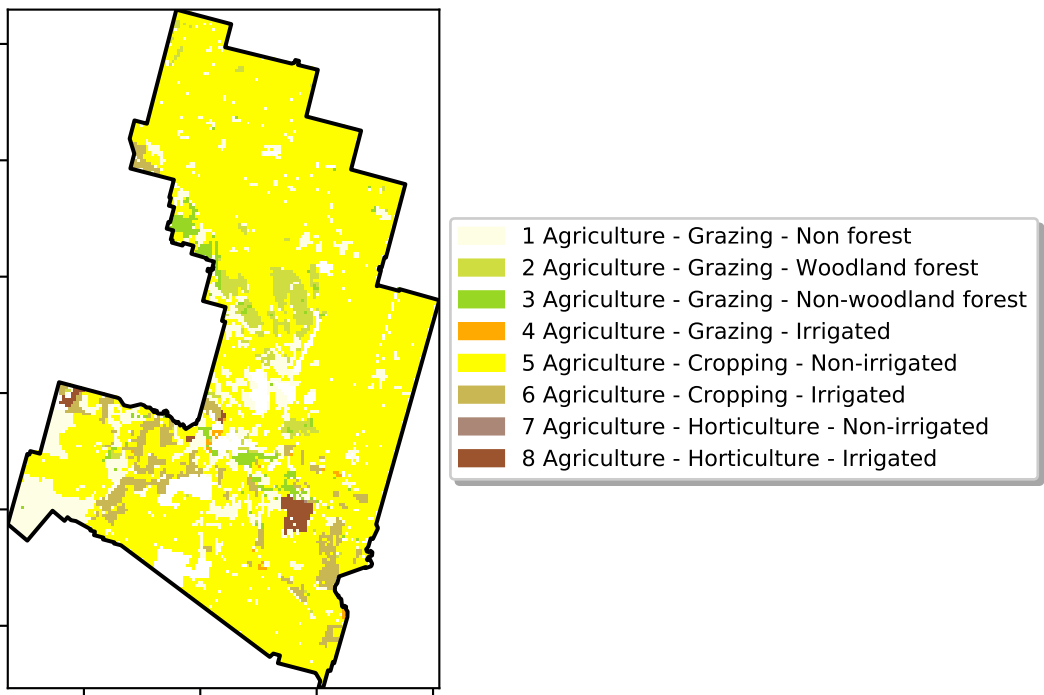 1 Agriculture - Grazing - Non forest
2 Agriculture - Grazing - Woodland forest
3 Agriculture - Grazing - Non-woodland forest
4 Agriculture - Grazing - Irrigated
5 Agriculture - Cropping - Non-irrigated
6 Agriculture - Cropping - Irrigated
7 Agriculture - Horticulture - Non-irrigated
8 Agriculture - Horticulture - Irrigated